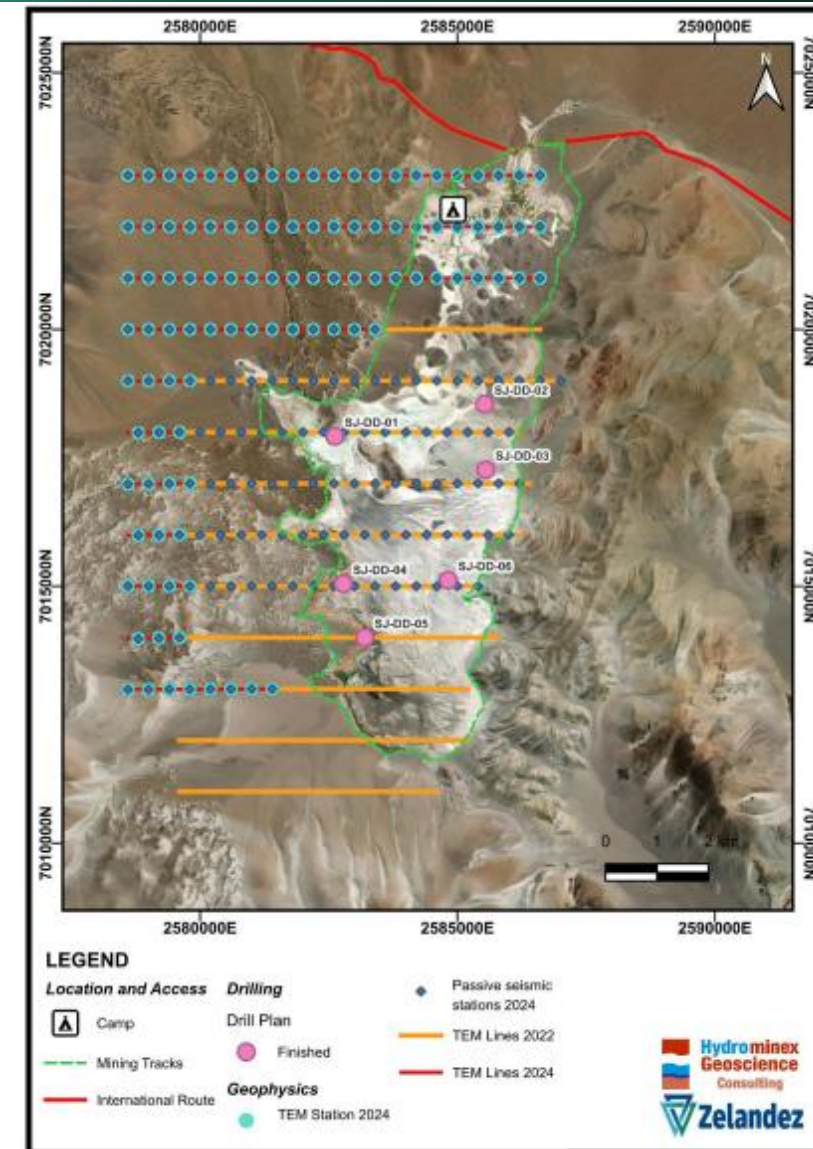 2580000E 2585000E 2590000E
7025000N
7025000N
N
7020000N
7020000N
SJ-DD-02
SJ-DD-01
SJ-DD-03
7015000N
7015000N
SJ-DD-04
SJ-DD-06
SJ-DD-05
7010000N
7010000N
0 1 2 km
2580000E 2585000E 2590000E
LEGEND
Location and Access
Camp
Mining Tracks
International Route
Drilling
Drill Plan
Finished
Geophysics
TEM Station 2024
Passive seismic
stations 2024
TEM Lines 2022
TEM Lines 2024
Hydrominex
Geoscience
Consulting
Zelandez